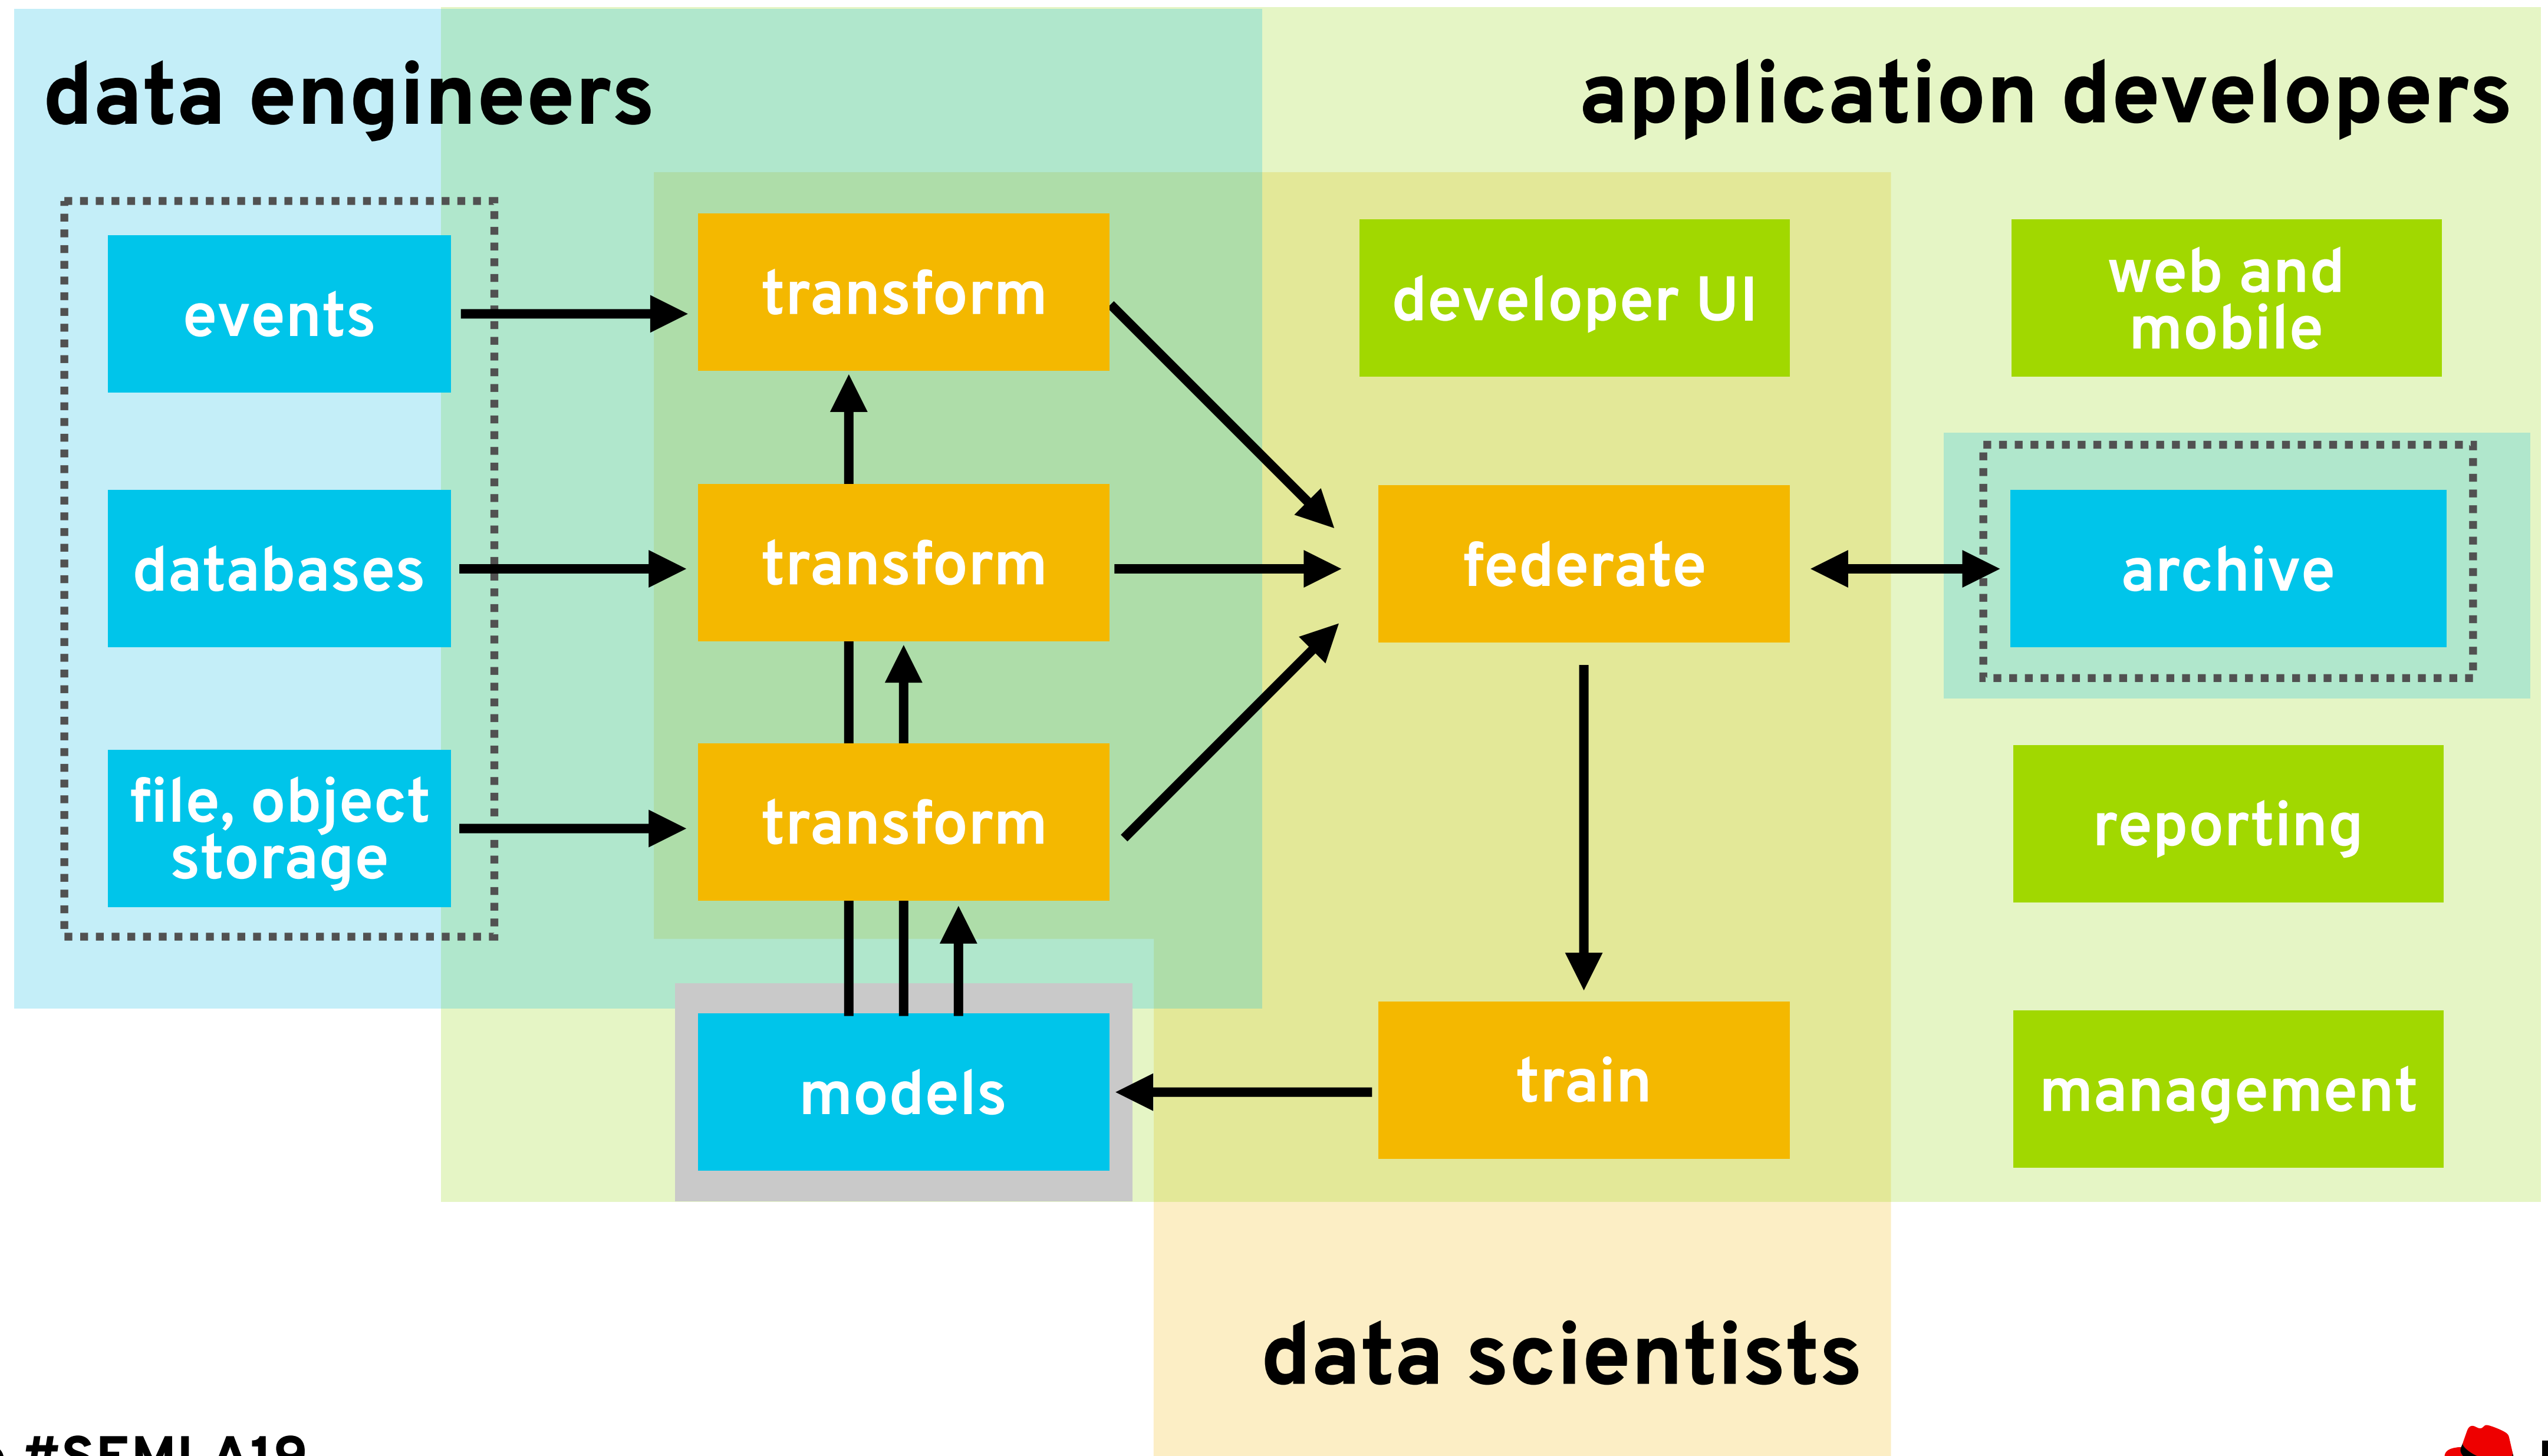 data engineers
application developers
events
transform
developer UI
web and
mobile
databases
transform
federate
archive
file, object
storage
transform
reporting
models
train
management
data scientists
#SEMLA19